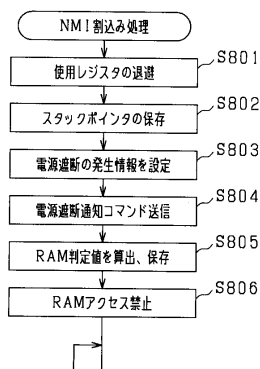 NMI割込み処理
使用レジスタの退避
S801
スタックポインタの保存
S802
電源遮断の発生情報を設定
S803
電源遮断通知コマンド送信
S804
RAM判定値を算出、保存
S805
RAMアクセス禁止
S806